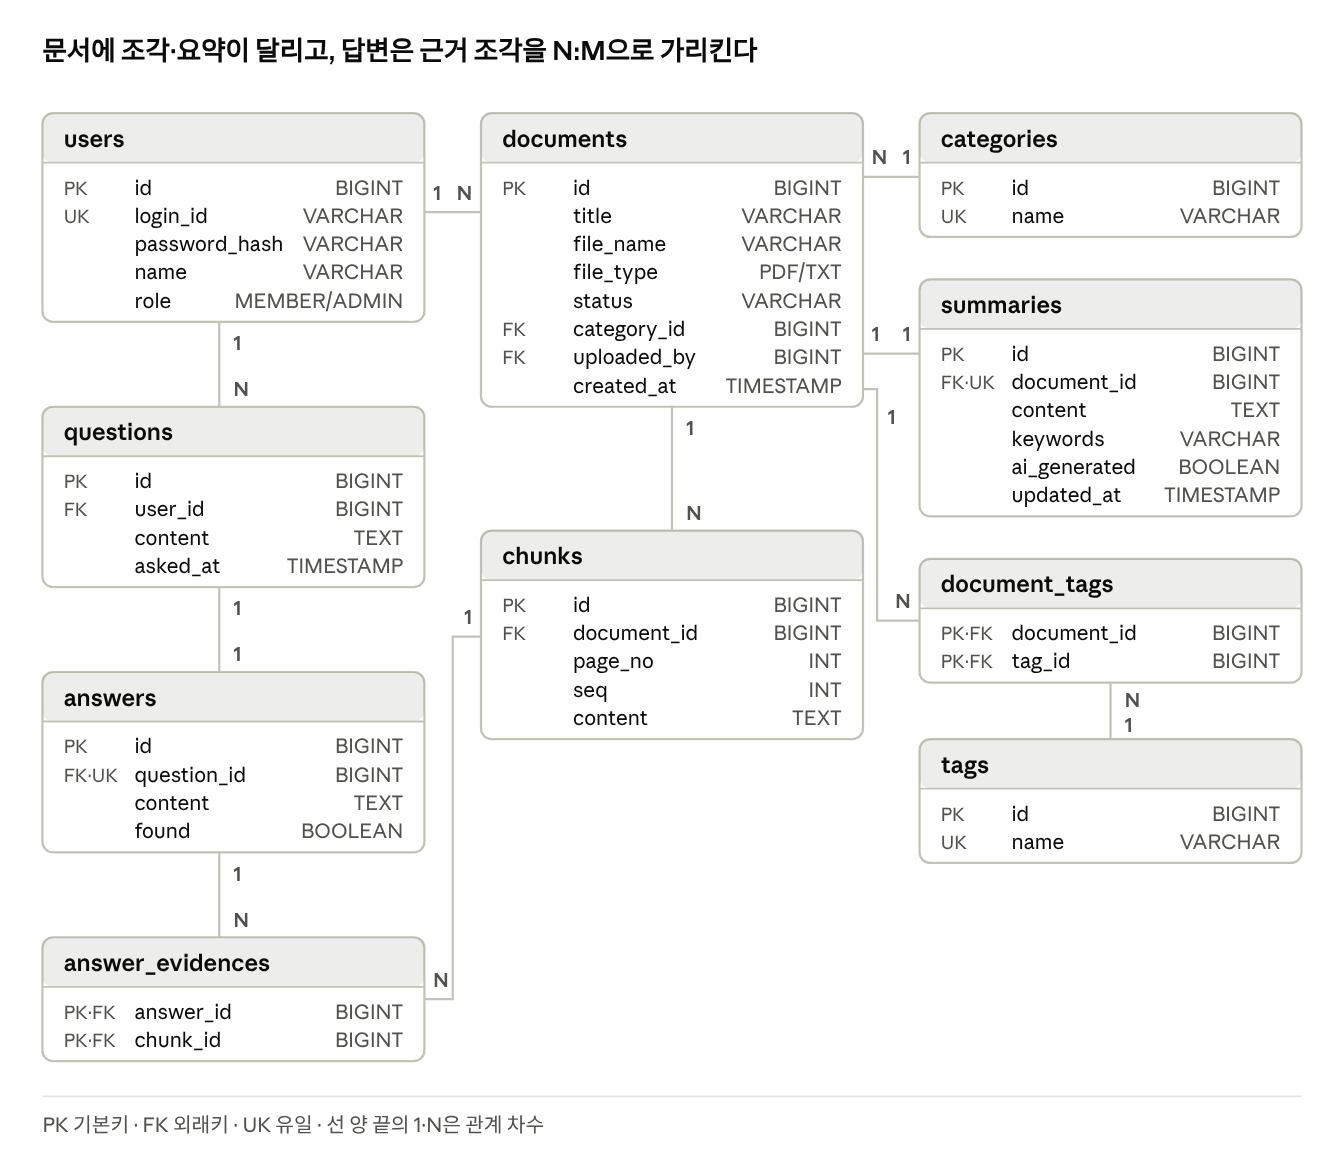 문서에 조각·요약이 달리고, 답변은 근거 조각을 N:M으로 가리킨다
users
PK id BIGINT
UK login_id VARCHAR
password_hash VARCHAR
name VARCHAR
role MEMBER/ADMIN
1 N
documents
PK id BIGINT
title VARCHAR
file_name VARCHAR
file_type PDF/TXT
status VARCHAR
FK category_id BIGINT
FK uploaded_by BIGINT
created_at TIMESTAMP
N 1
categories
PK id BIGINT
UK name VARCHAR
1 1
summaries
PK id BIGINT
FK·UK document_id BIGINT
content TEXT
keywords VARCHAR
ai_generated BOOLEAN
updated_at TIMESTAMP
1
N
questions
PK id BIGINT
FK user_id BIGINT
content TEXT
asked_at TIMESTAMP
1
N
chunks
PK id BIGINT
FK document_id BIGINT
page_no INT
seq INT
content TEXT
1
N
document_tags
PK·FK document_id BIGINT
PK·FK tag_id BIGINT
N
1
tags
PK id BIGINT
UK name VARCHAR
1
1
answers
PK id BIGINT
FK·UK question_id BIGINT
content TEXT
found BOOLEAN
1
N
answer_evidences
PK·FK answer_id BIGINT
PK·FK chunk_id BIGINT
1
N
PK 기본키 · FK 외래키 · UK 유일 · 선 양 끝의 1·N은 관계 차수